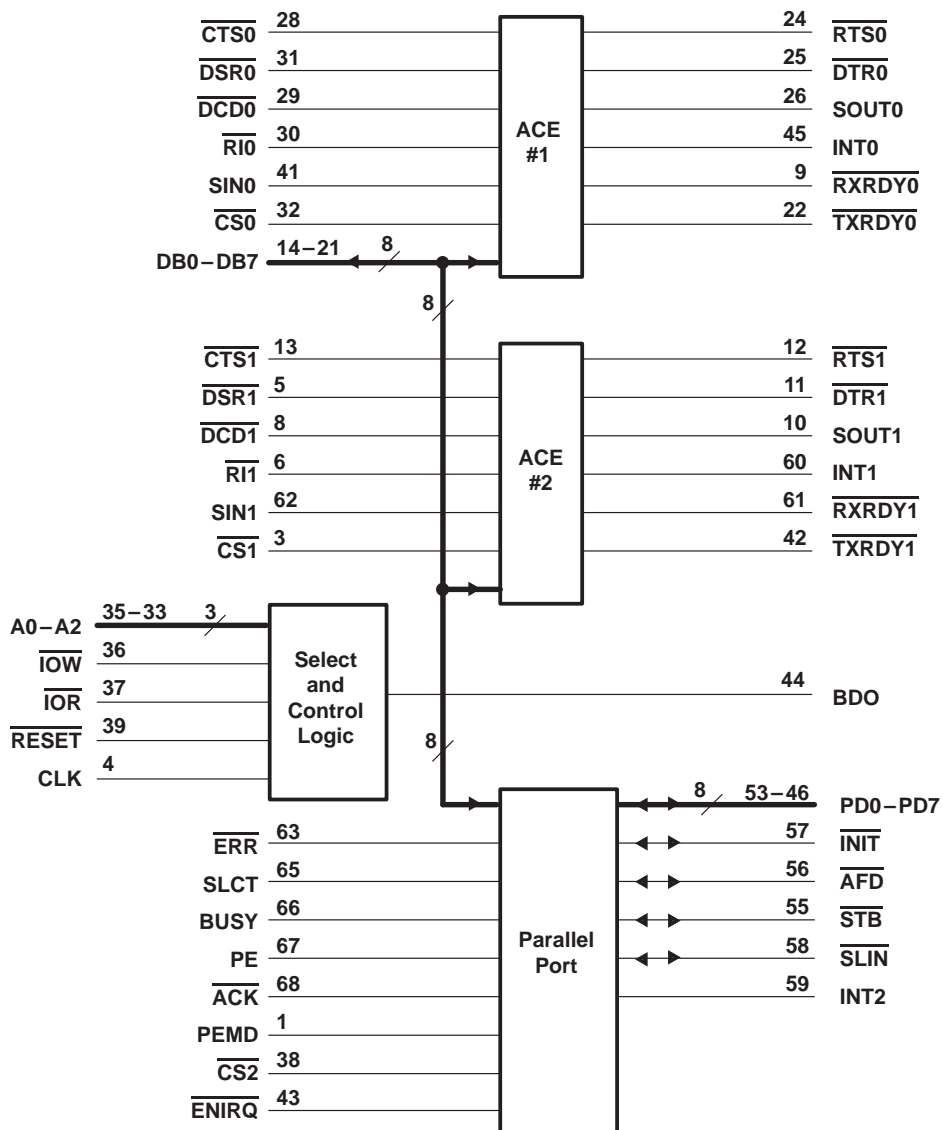 CTS0 28 24 RTS0
DSR0 31 25 DTR0
DCD0 29 26 SOUT0
RI0 30 45 INT0
SIN0 41 9 RXRDY0
CS0 32 22 TXRDY0
ACE
#1
DB0–DB7 14–21 8
8
CTS1 13 12 RTS1
DSR1 5 11 DTR1
DCD1 8 10 SOUT1
RI1 6 60 INT1
SIN1 62 61 RXRDY1
CS1 3 42 TXRDY1
ACE
#2
A0–A2 35–33 3
IOW 36
IOR 37
RESET 39
CLK 4
Select
and
Control
Logic
44 BDO
8
8 53–46 PD0–PD7
ERR 63 57 INIT
SLCT 65 56 AFD
BUSY 66 55 STB
PE 67 58 SLIN
ACK 68 59 INT2
PEMD 1
CS2 38
ENIRQ 43
Parallel
Port